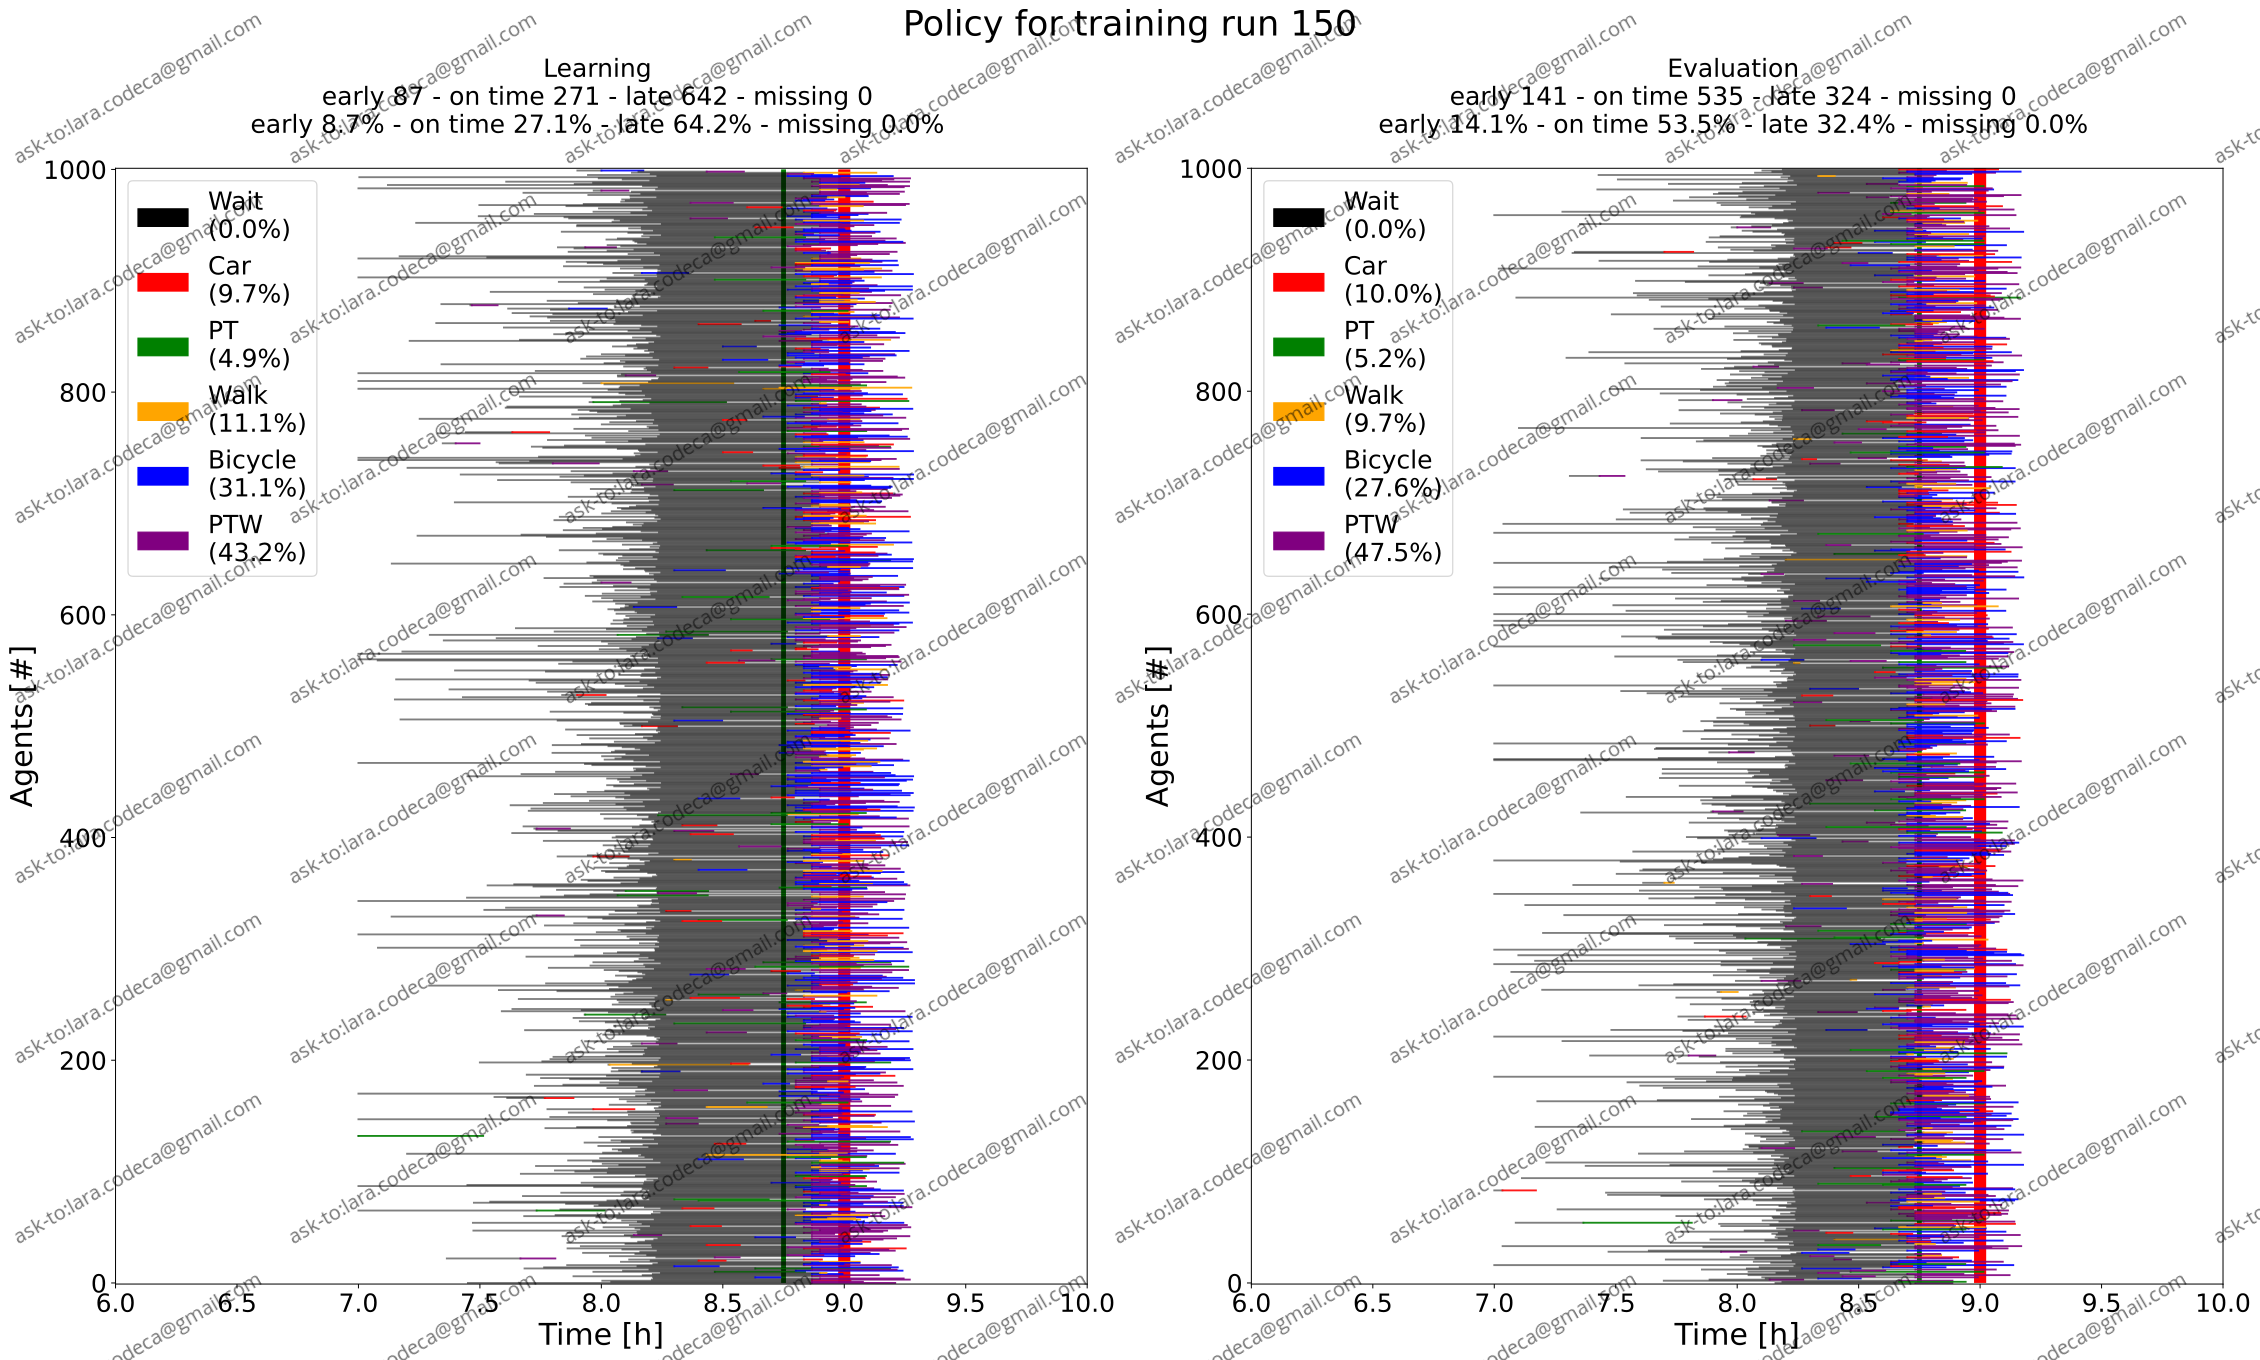 Policy for training run 150
Learning
early 87 - on time 271 - late 642 - missing 0
early 8.7% - on time 27.1% - late 64.2% - missing 0.0%
1000
800
600
400
200
0
Agents [#]
Wait
(0.0%)
Car
(9.7%)
PT
(4.9%)
Walk
(11.1%)
Bicycle
(31.1%)
PTW
(43.2%)
6.0 6.5 7.0 7.5 8.0 8.5 9.0 9.5 10.0
Time [h]
Evaluation
early 141 - on time 535 - late 324 - missing 0
early 14.1% - on time 53.5% - late 32.4% - missing 0.0%
1000
800
600
400
200
0
Agents [#]
Wait
(0.0%)
Car
(10.0%)
PT
(5.2%)
Walk
(9.7%)
Bicycle
(27.6%)
PTW
(47.5%)
6.0 6.5 7.0 7.5 8.0 8.5 9.0 9.5 10.0
Time [h]
ask-to:lara.codeca@gmail.com